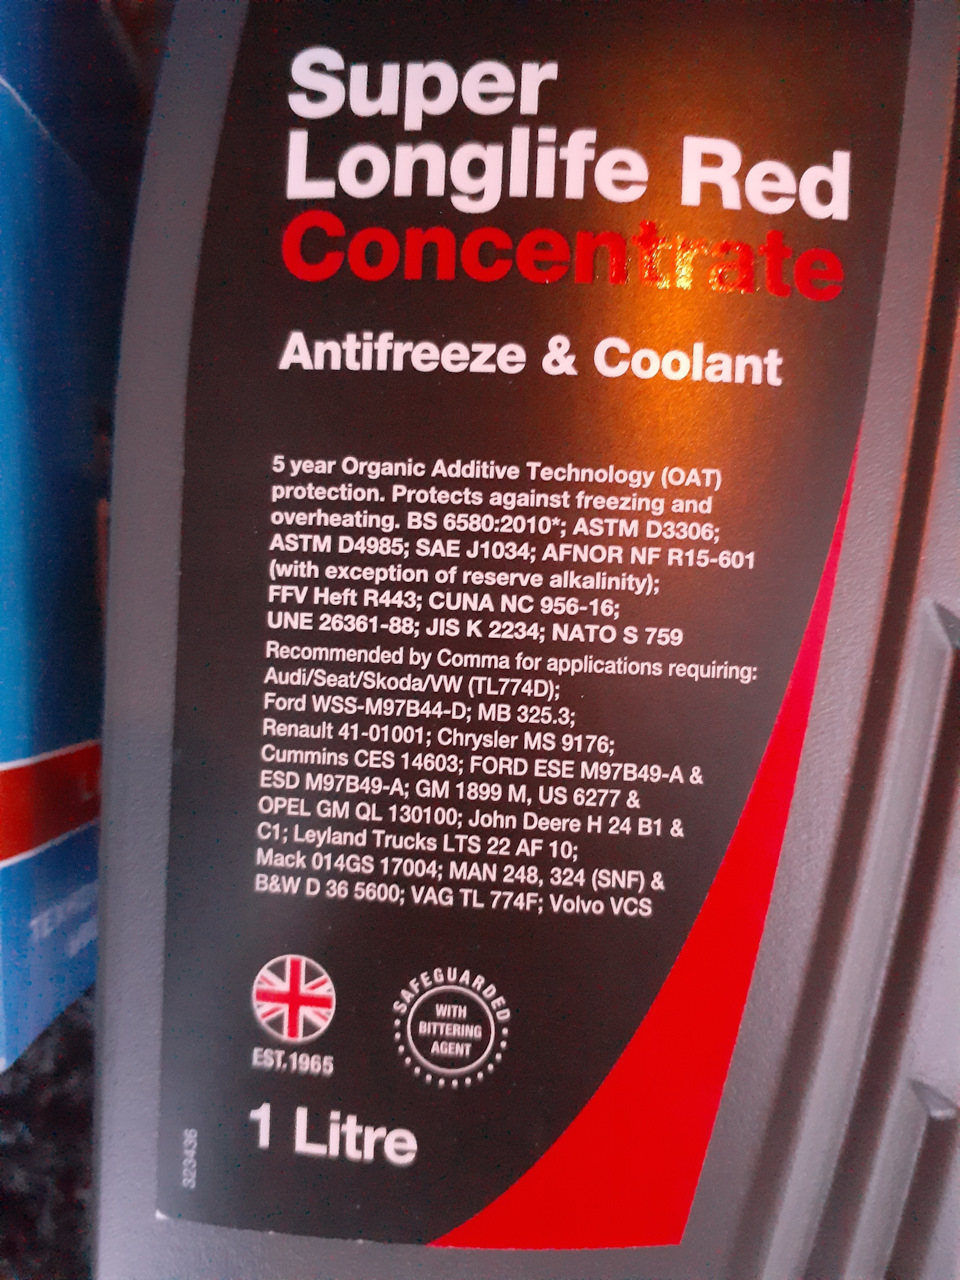 Super
Longlife Red
Concentrate
Antifreeze & Coolant
5 year Organic Additive Technology (OAT)
protection. Protects against freezing and
overheating. BS 6580:2010*; ASTM D3306;
ASTM D4985; SAE J1034; AFNOR NF R15-601
(with exception of reserve alkalinity);
FFV Heft R443; CUNA NC 956-16;
UNE 26361-88; JIS K 2234; NATO S 759
Recommended by Comma for applications requiring:
Audi/Seat/Skoda/VW (TL774D);
Ford WSS-M97B44-D; MB 325.3;
Renault 41-01001; Chrysler MS 9176;
Cummins CES 14603; FORD ESE M97B49-A &
ESD M97B49-A; GM 1899 M, US 6277 &
OPEL GM QL 130100; John Deere H 24 B1 &
C1; Leyland Trucks LTS 22 AF 10;
Mack 014GS 17004; MAN 248, 324 (SNF) &
B&W D 36 5600; VAG TL 774F; Volvo VCS
SAFEGUARDED
WITH
BITTERING
AGENT
EST.1965
1 Litre
323436